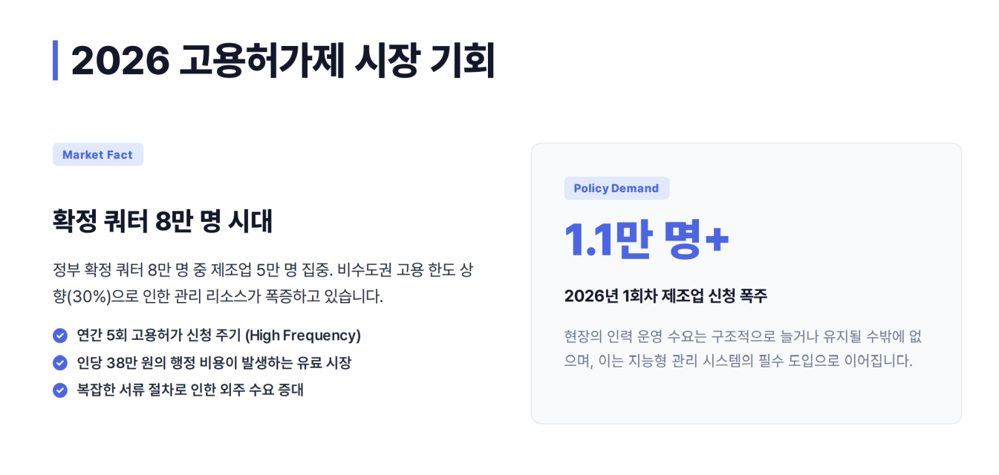 2026 고용허가제 시장 기회
Market Fact
확정 쿼터 8만 명 시대
정부 확정 쿼터 8만 명 중 제조업 5만 명 집중. 비수도권 고용 한도 상
향(30%)으로 인한 관리 리소스가 폭증하고 있습니다.
연간 5회 고용허가 신청 주기 (High Frequency)
인당 38만 원의 행정 비용이 발생하는 유료 시장
복잡한 서류 절차로 인한 외주 수요 증대
Policy Demand
1.1만 명+
2026년 1회차 제조업 신청 폭주
현장의 인력 운영 수요는 구조적으로 늘거나 유지될 수밖에 없
으며, 이는 지능형 관리 시스템의 필수 도입으로 이어집니다.